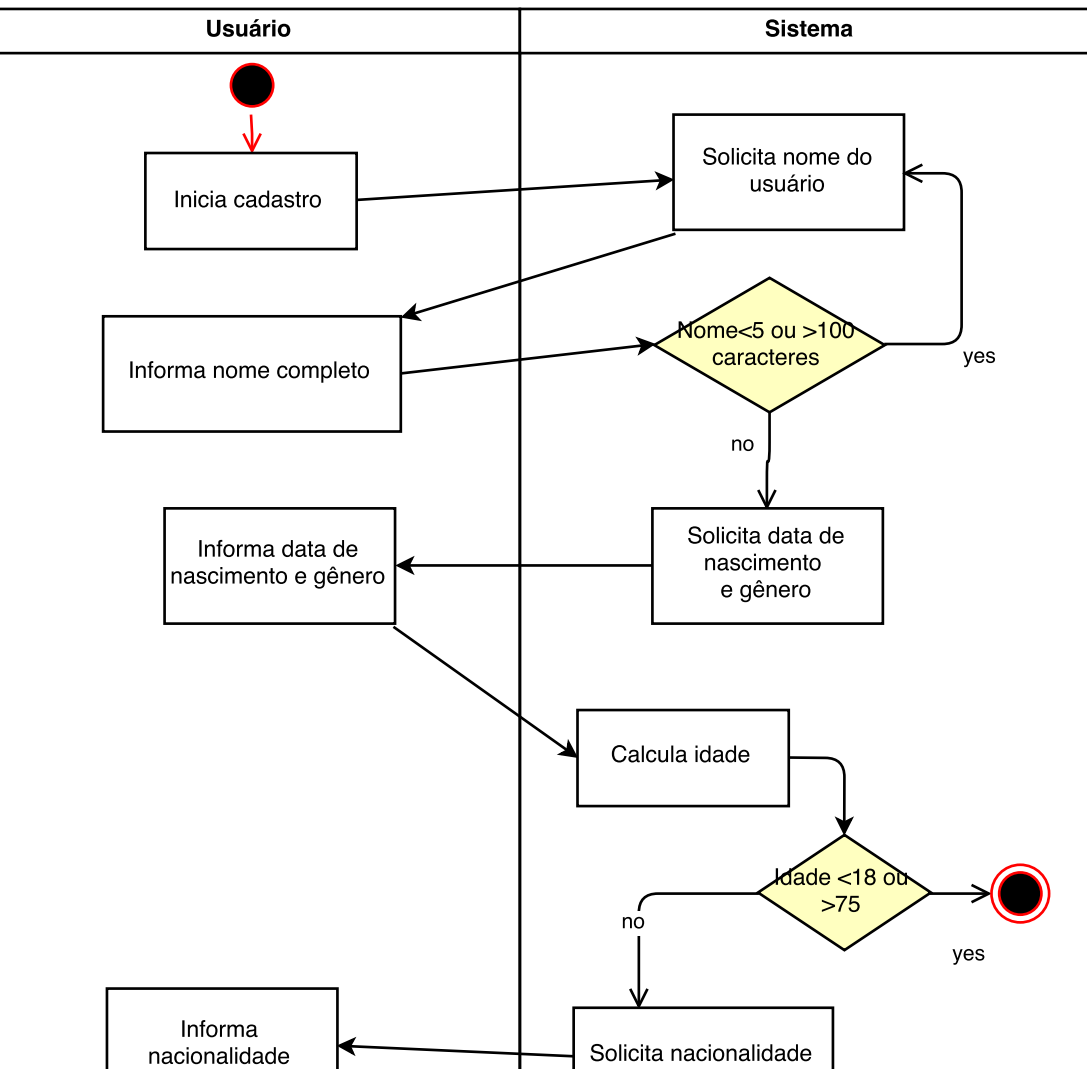 Usuário
Sistema
Solicita nome do
usuário
Inicia cadastro
Nome<5 ou >100
caracteres
yes
Informa nome completo
no
Solicita data de
nascimento
e gênero
Informa data de
nascimento e gênero
Calcula idade
Idade <18 ou
>75
no
yes
Informa
nacionalidade
Solicita nacionalidade